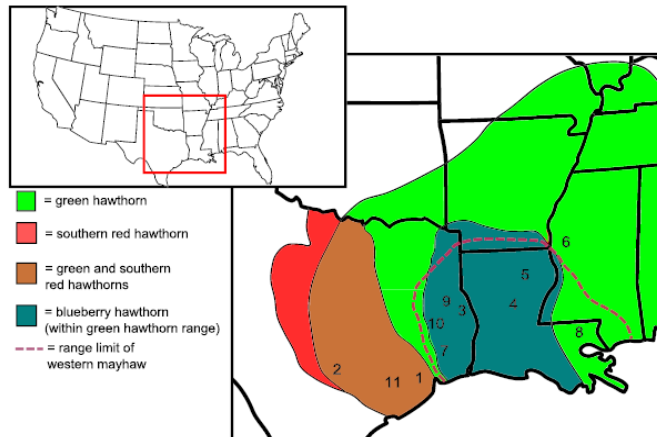 = green hawthorn
= southern red hawthorn
= green and southern
red hawthorns
= blueberry hawthorn
(within green hawthorn range)
= range limit of
western mayhaw
6
5
9
3
4
10
7
8
2
11
1